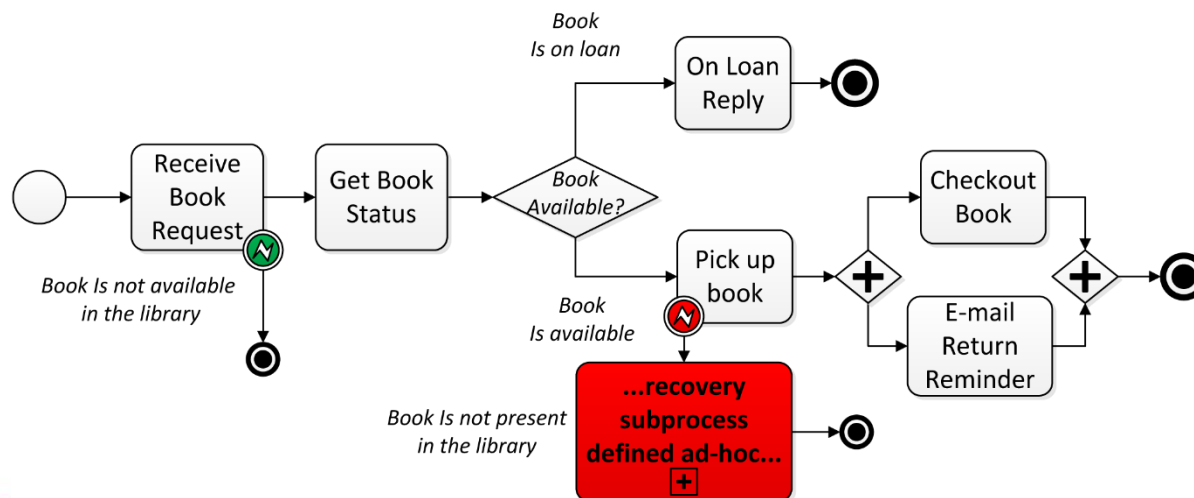 Book
Is on loan
On Loan
Reply
Receive
Book
Request
Get Book
Status
Book
Available?
Checkout
Book
Pick up
book
Book Is not available
in the library
Book
Is available
E-mail
Return
Reminder
Book Is not present
in the library
...recovery
subprocess
defined ad-hoc...